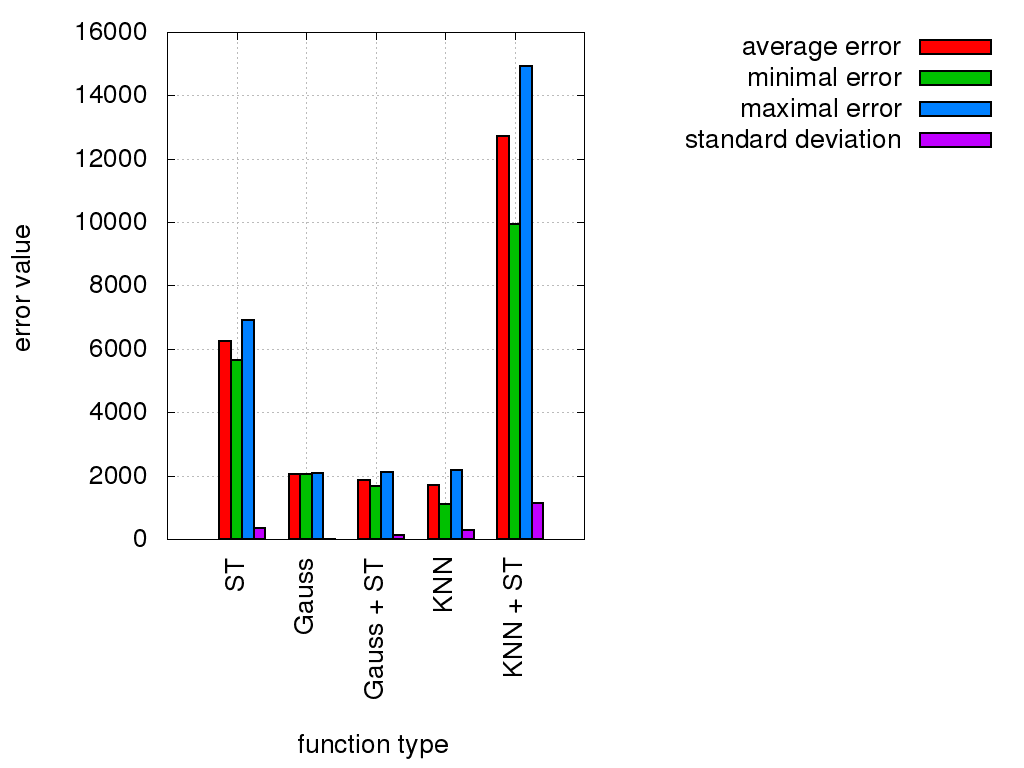 16000
14000
12000
10000
8000
6000
4000
2000
0
error value
ST
Gauss
Gauss + ST
KNN
KNN + ST
function type
average error
minimal error
maximal error
standard deviation